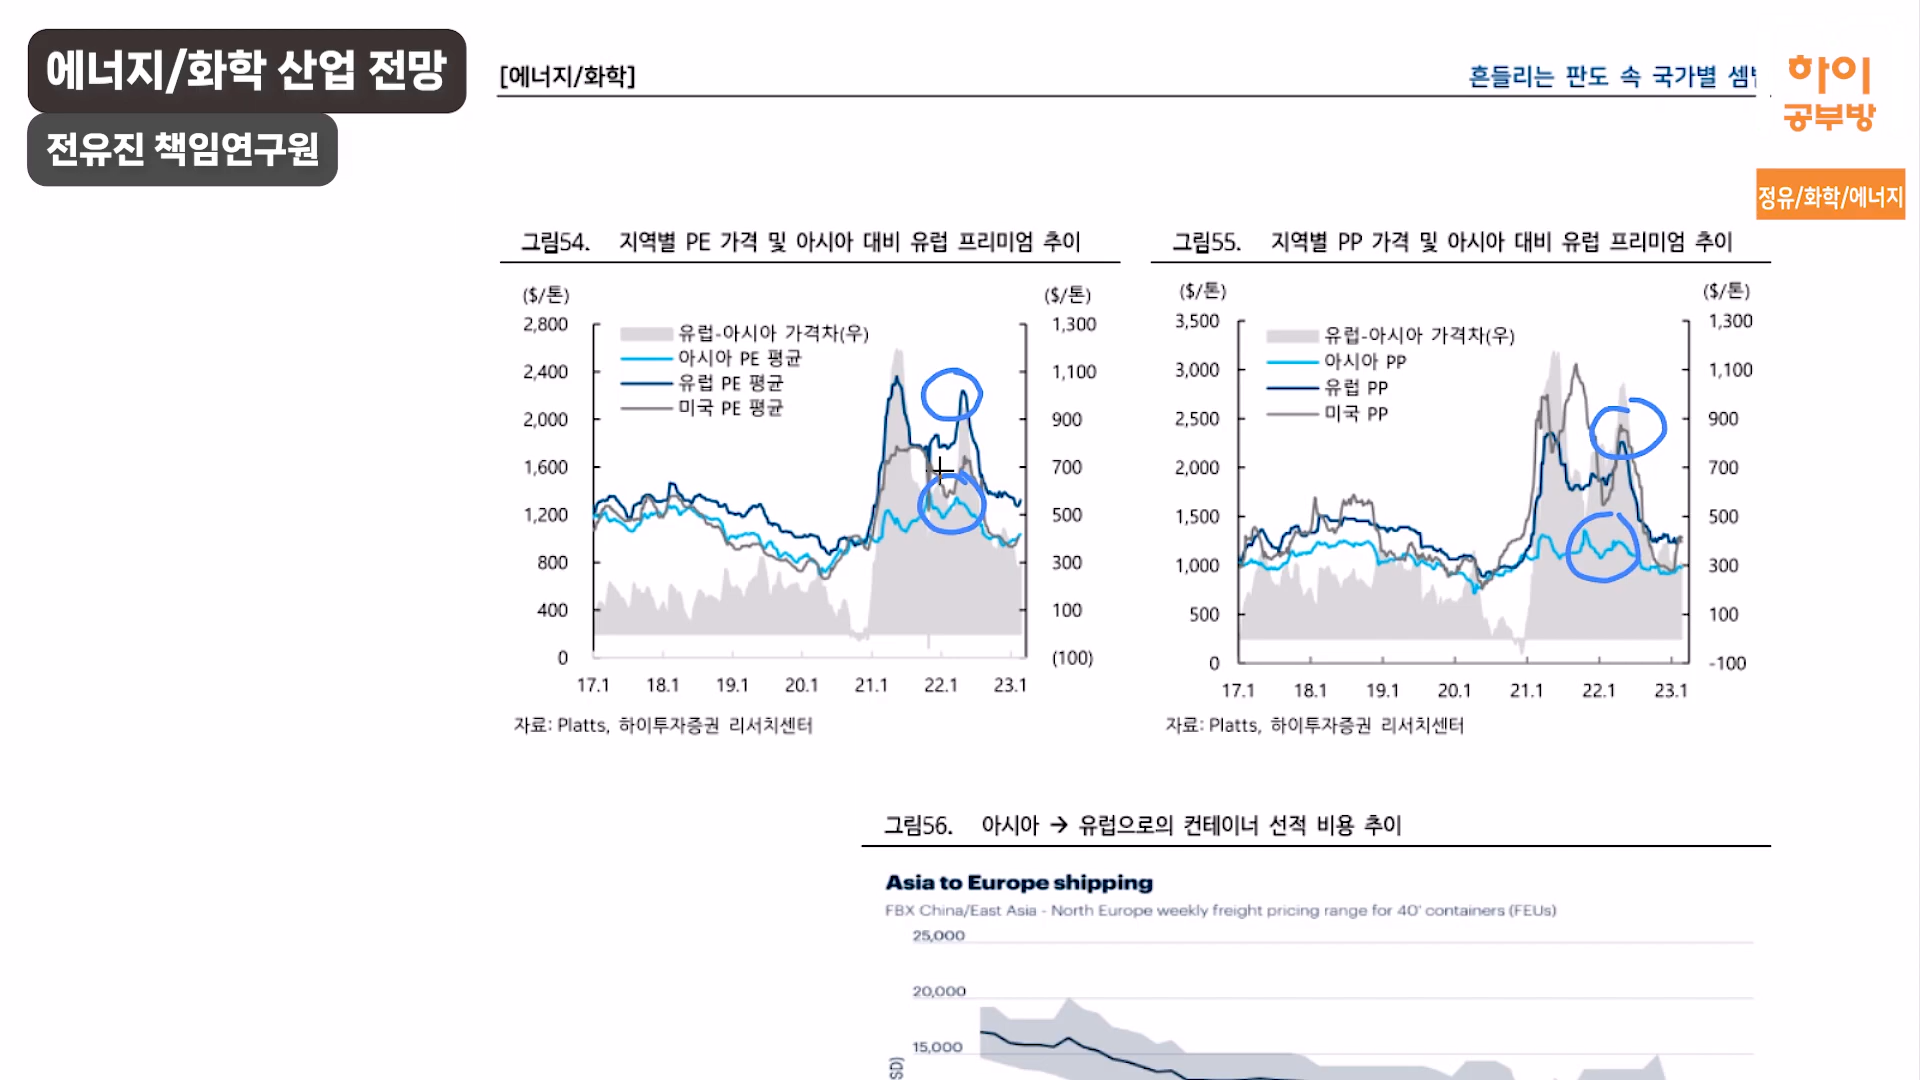 에너지/화학 산업 전망
전유진 책임연구원
[에너지/화학]
흔들리는 판도 속 국가별
하이
공부방
정유/화학/에너지
그림54. 지역별 PE 가격 및 아시아 대비 유럽 프리미엄 추이
($/톤)
($/톤)
2,800
2,400
2,000
1,600
1,200
800
400
0
유럽-아시아 가격차(우)
아시아 PE 평균
유럽 PE 평균
미국 PE 평균
1,300
1,100
900
700
500
300
100
(100)
17.1 18.1 19.1 20.1 21.1 22.1 23.1
자료: Platts, 하이투자증권 리서치센터
그림55. 지역별 PP 가격 및 아시아 대비 유럽 프리미엄 추이
($/톤)
($/톤)
3,500
3,000
2,500
2,000
1,500
1,000
500
0
유럽-아시아 가격차(우)
아시아 PP
유럽 PP
미국 PP
1,300
1,100
900
700
500
300
100
-100
17.1 18.1 19.1 20.1 21.1 22.1 23.1
자료: Platts, 하이투자증권 리서치센터
그림56. 아시아 → 유럽으로의 컨테이너 선적 비용 추이
Asia to Europe shipping
FBX China/East Asia - North Europe weekly freight pricing range for 40' containers (FEUs)
25,000
20,000
15,000